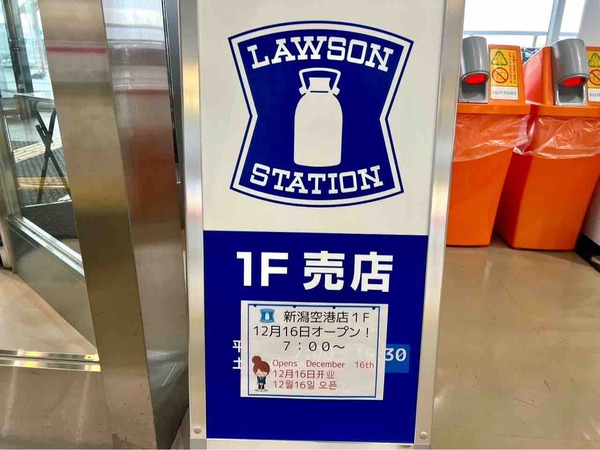 LAWSON
STATION
1F 売店
新潟空港店1F
12月16日オープン！
7：00～
Opens December 16th
12月16日开业
12월16일 오픈
30
SUNTORY